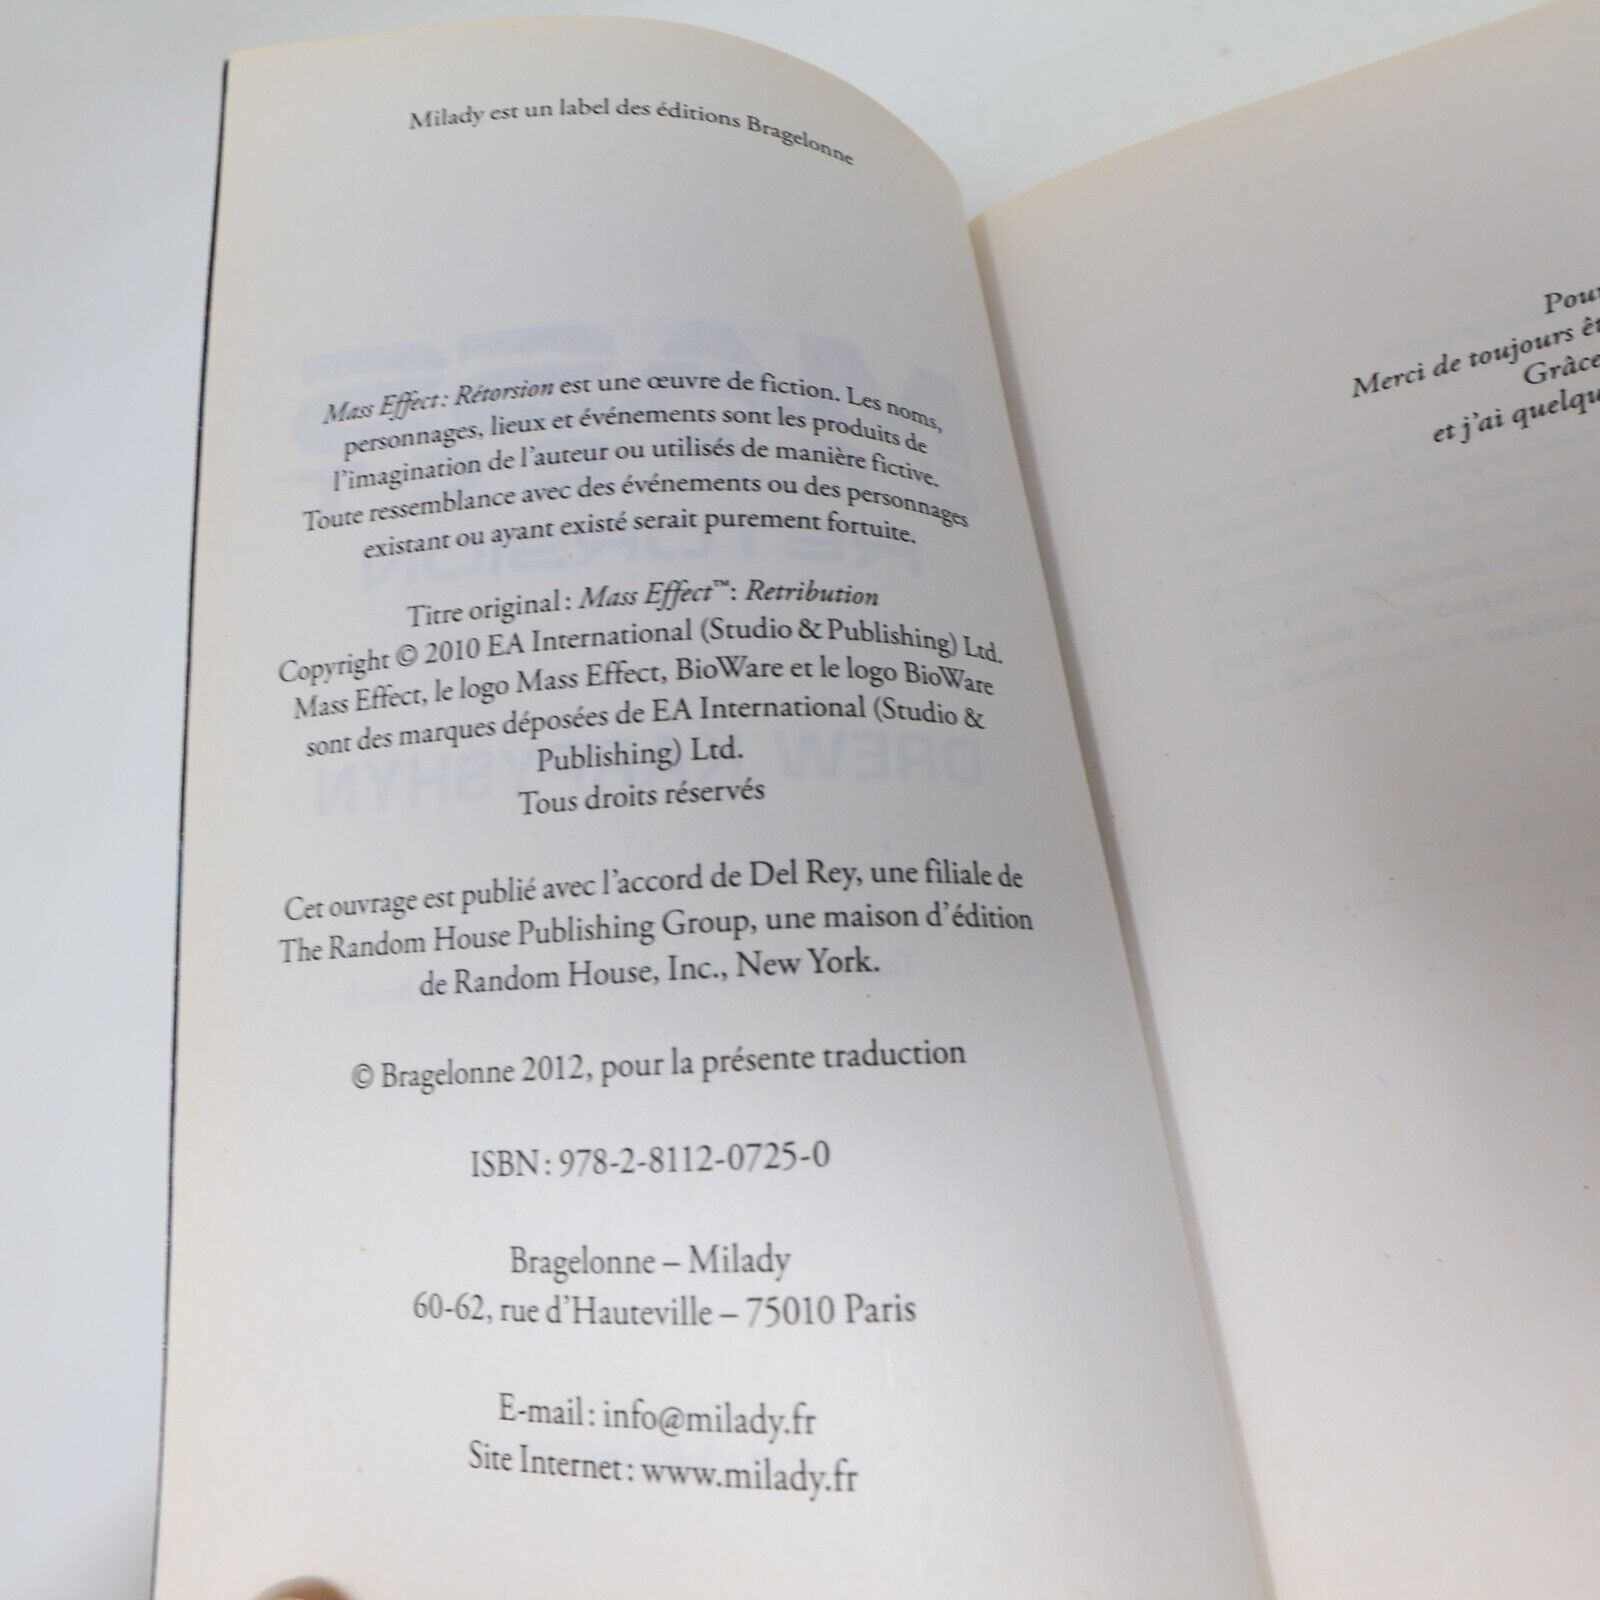 Milady est un label des éditions Bragelonne
Mass Effect : Rétorsion est une œuvre de fiction. Les noms,
personnages, lieux et événements sont les produits de
l'imagination de l'auteur ou utilisés de manière fictive.
Toute ressemblance avec des événements ou des personnages
existant ou ayant existé serait purement fortuite.
Titre original : Mass Effect™ : Retribution
Copyright © 2010 EA International (Studio & Publishing) Ltd.
Mass Effect, le logo Mass Effect, BioWare et le logo BioWare
sont des marques déposées de EA International (Studio &
Publishing) Ltd.
Tous droits réservés
Cet ouvrage est publié avec l'accord de Del Rey, une filiale de
The Random House Publishing Group, une maison d'édition
de Random House, Inc., New York.
© Bragelonne 2012, pour la présente traduction
ISBN : 978-2-8112-0725-0
Bragelonne – Milady
60-62, rue d'Hauteville – 75010 Paris
E-mail : info@milady.fr
Site Internet : www.milady.fr
Merci de toujours
Grâce
et j'ai